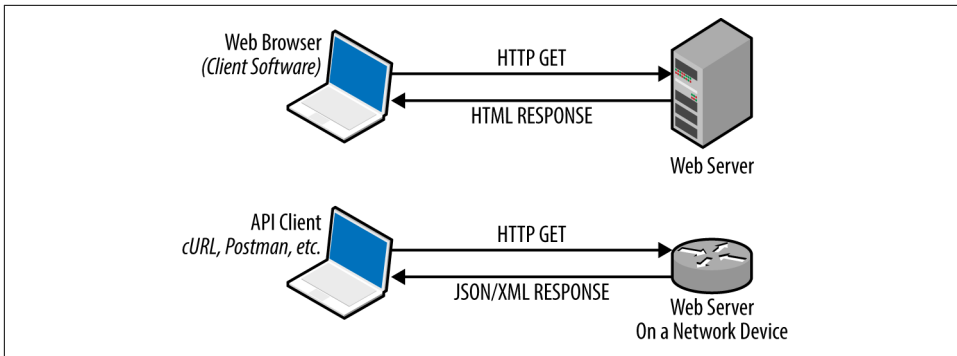 Web Browser
(Client Software)
HTTP GET
HTML RESPONSE
Web Server
API Client
cURL, Postman, etc.
HTTP GET
JSON/XML RESPONSE
Web Server
On a Network Device